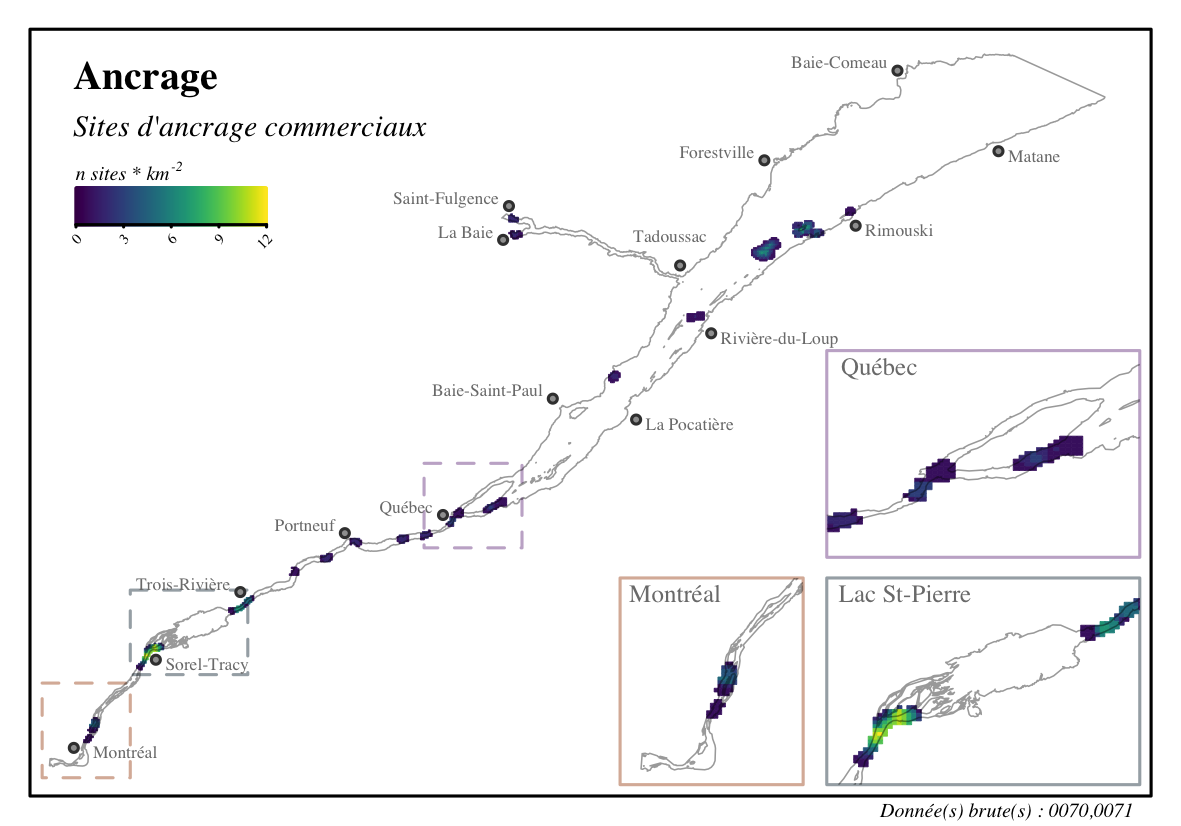 Ancrage
Sites d'ancrage commerciaux
n sites * km-2
0 3 6 9 12
Baie-Comeau
Forestville
Matane
Saint-Fulgence
La Baie
Tadoussac
Rimouski
Rivière-du-Loup
Baie-Saint-Paul
La Pocatière
Québec
Portneuf
Trois-Rivière
Sorel-Tracy
Montréal
Québec
Montréal
Lac St-Pierre
Donnée(s) brute(s) : 0070,0071